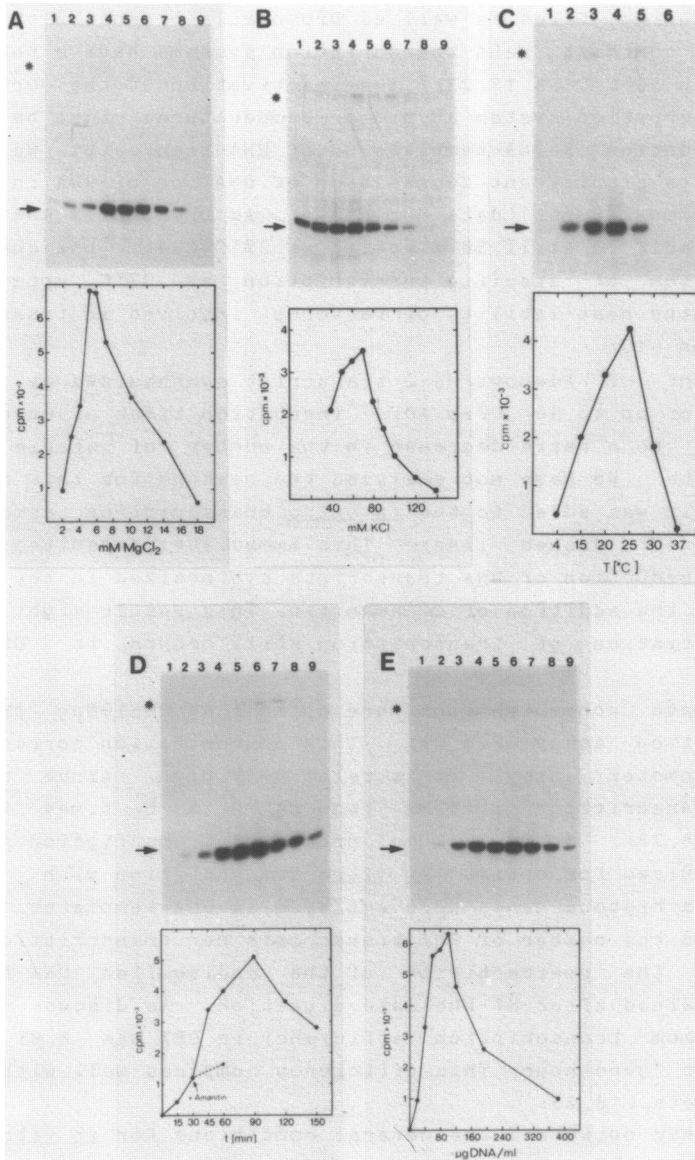 A
1 2 3 4 5 6 7 8 9
*
cpm × 10⁻³
6
5
3
1
2 4 6 8 10 12 14 16 18
mM MgCl₂
B
1 2 3 4 5 6 7 8 9
*
cpm × 10⁻³
4
3
2
1
40 80 120
mM KCl
C
1 2 3 4 5 6
*
cpm × 10⁻³
4
3
2
1
4 15 20 25 30 37
T [°C]
D
1 2 3 4 5 6 7 8 9
*
cpm × 10⁻³
5
4
3
2
1
+ Amanitin
15 30 45 60 90 120 150
t [min]
E
1 2 3 4 5 6 7 8 9
*
cpm × 10⁻³
5
4
3
2
1
80 160 240 320 400
µgDNA/ml